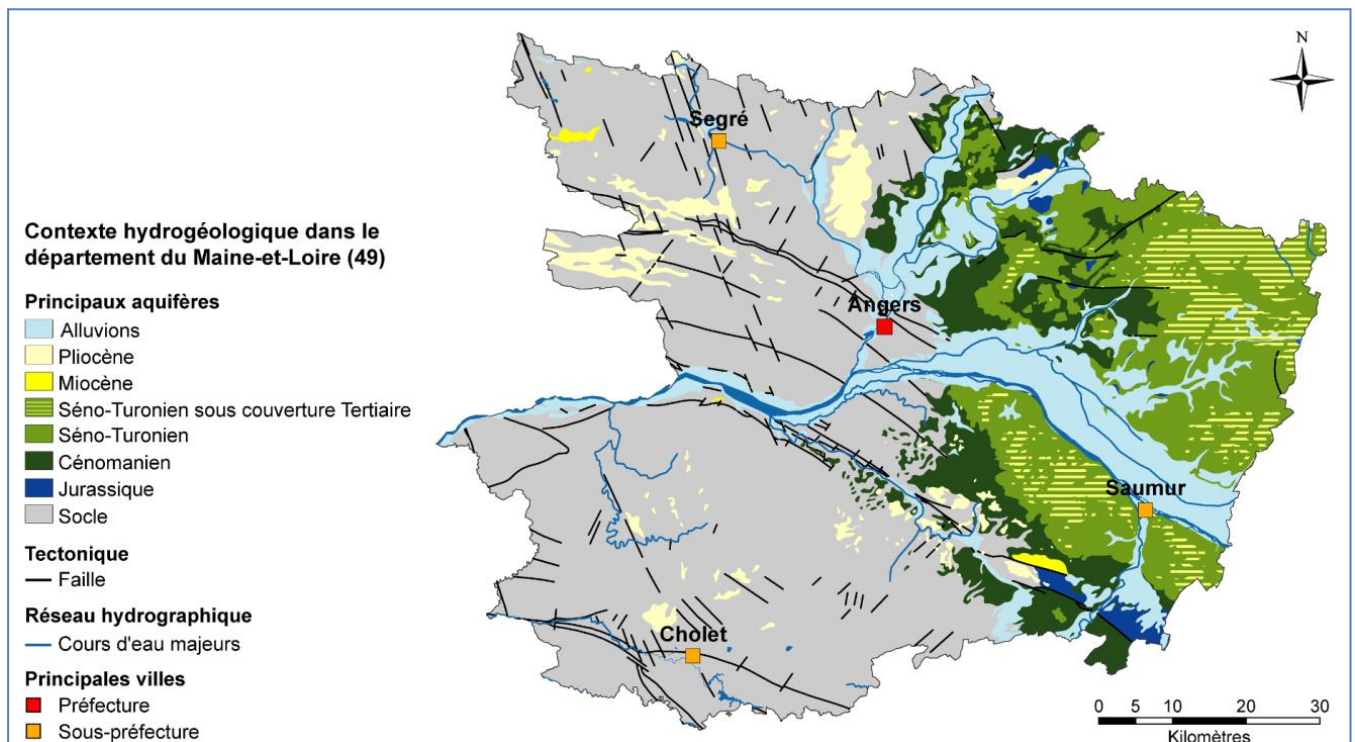 N
Segré
Contexte hydrogéologique dans le
département du Maine-et-Loire (49)
Principaux aquifères
Alluvions
Pliocène
Miocène
Séno-Turonien sous couverture Tertiaire
Séno-Turonien
Cénomanien
Jurassique
Socle
Tectonique
Faille
Réseau hydrographique
Cours d'eau majeurs
Principales villes
Préfecture
Sous-préfecture
Angers
Saumur
Cholet
0 5 10 20 30
Kilomètres